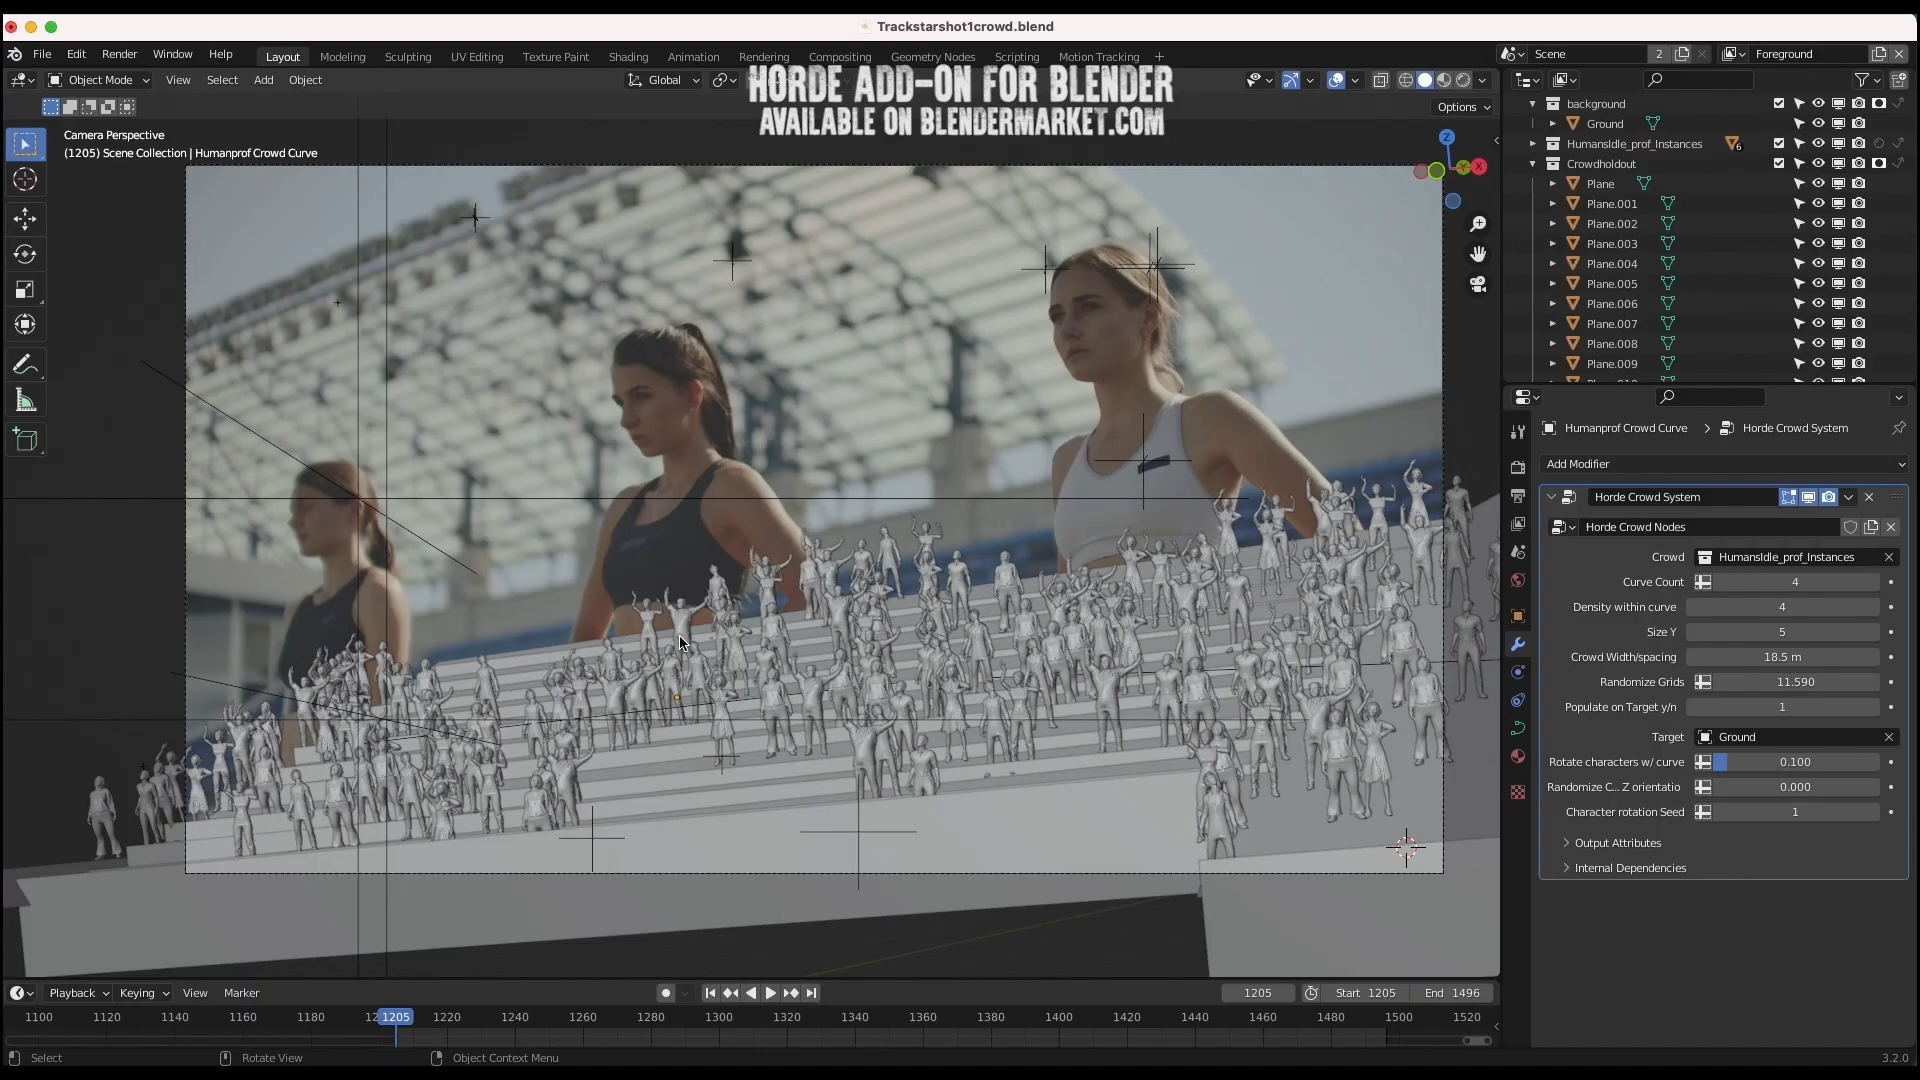 Trackstarshot1crowd.blend
File Edit Render Window Help Layout Modeling Sculpting UV Editing Texture Paint Shading Animation Rendering Compositing Geometry Nodes Scripting Motion Tracking + Scene 2 Foreground
Object Mode View Select Add Object Global
HORDE ADD-ON FOR BLENDER
AVAILABLE ON BLENDERMARKET.COM
Options
Camera Perspective
(1205) Scene Collection | Humanprof Crowd Curve
Z
Y X
background
Ground
HumansIdle_prof_Instances 6
Crowdholdout
Plane
Plane.001
Plane.002
Plane.003
Plane.004
Plane.005
Plane.006
Plane.007
Plane.008
Plane.009
Humanprof Crowd Curve > Horde Crowd System
Add Modifier
Horde Crowd System
Horde Crowd Nodes
Crowd HumansIdle_prof_Instances
Curve Count 4
Density within curve 4
Size Y 5
Crowd Width/spacing 18.5 m
Randomize Grids 11.590
Populate on Target y/n 1
Target Ground
Rotate characters w/ curve 0.100
Randomize C... Z orientatio 0.000
Character rotation Seed 1
Output Attributes
Internal Dependencies
Playback Keying View Marker 1205 Start 1205 End 1496
1100 1120 1140 1160 1180 12 1205 1220 1240 1260 1280 1300 1320 1340 1360 1380 1400 1420 1440 1460 1480 1500 1520
Select Rotate View Object Context Menu 3.2.0